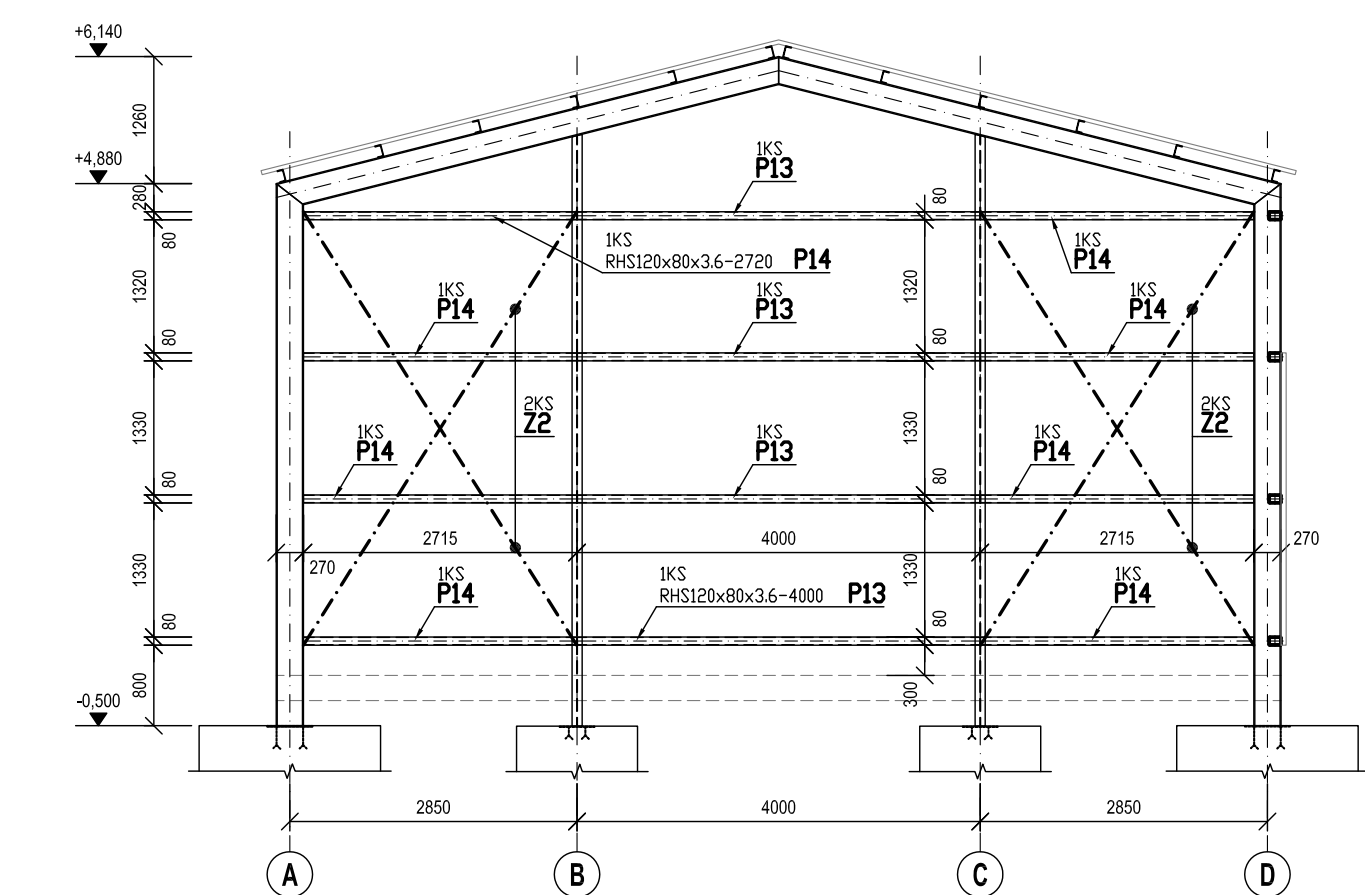 +6,140
1260
+4,880
280
80
1320
80
1330
80
1330
80
800
-0,500
1KS
P13
80
1KS
RHS120x80x3.6-2720 P14
1KS
P14
1320
1KS
P14
1KS
P13
1KS
P14
80
2KS
Z2
1330
2KS
Z2
1KS
P14
1KS
P13
1KS
P14
80
2715
4000
2715
270
270
1KS
P14
1KS
RHS120x80x3.6-4000 P13
1330
1KS
P14
80
300
2850
4000
2850
A
B
C
D